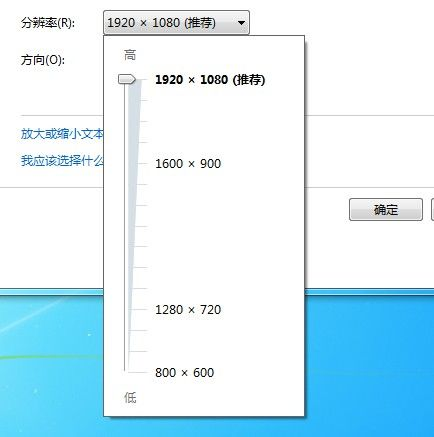 分辨率(R): 1920 × 1080 (推荐)
高
方向(O):
1920 × 1080 (推荐)
放大或缩小文本
我应该选择什么
1600 × 900
确定
1280 × 720
800 × 600
低